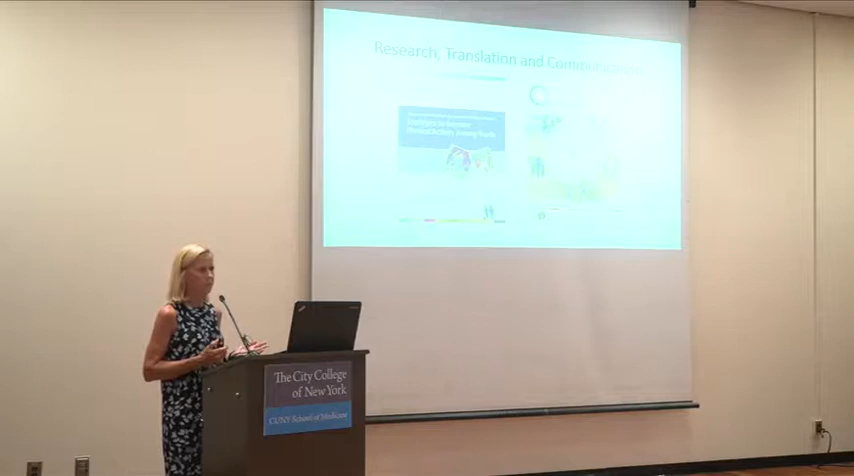 Research, Translation and
Strategies to Increase
Physical Activity Among Youth
The City College
of New York
CUNY School of Medicine